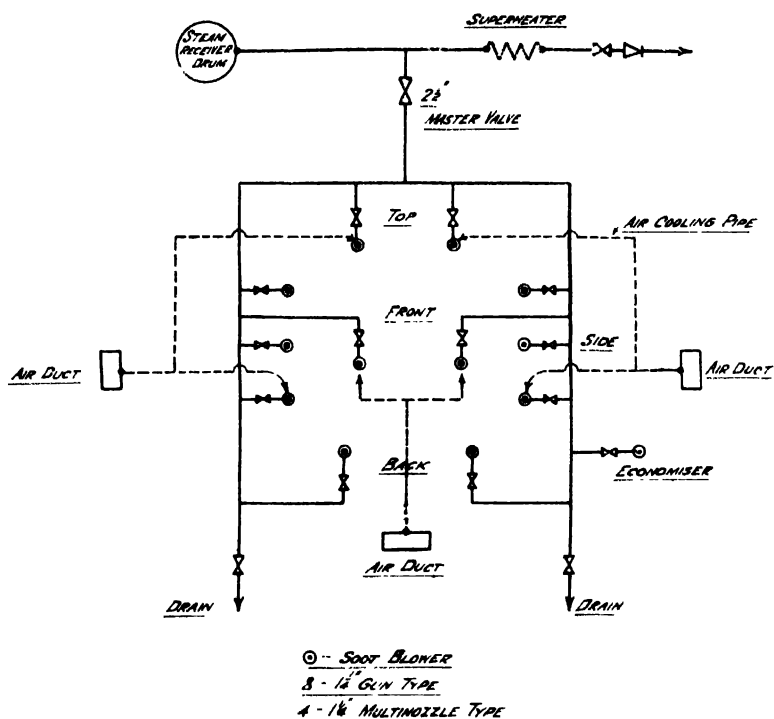 STEAM
RECEIVER
DRUM
SUPERHEATER
2½"
MASTER VALVE
TOP
AIR COOLING PIPE
FRONT
SIDE
AIR DUCT
AIR DUCT
BACK
ECONOMISER
AIR DUCT
DRAIN
DRAIN
- SOOT BLOWER
8 - 1¼" GUN TYPE
4 - 1¼" MULTINOZZLE TYPE